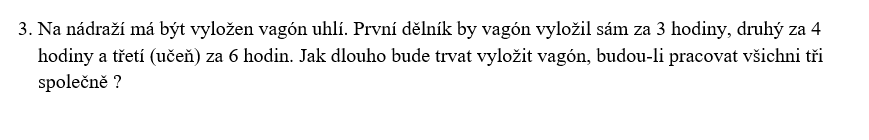 3. Na nádraží má být vyložen vagón uhlí. První dělník by vagón vyložil sám za 3 hodiny, druhý za 4
hodiny a třetí (učeň) za 6 hodin. Jak dlouho bude trvat vyložit vagón, budou-li pracovat všichni tři
společně ?